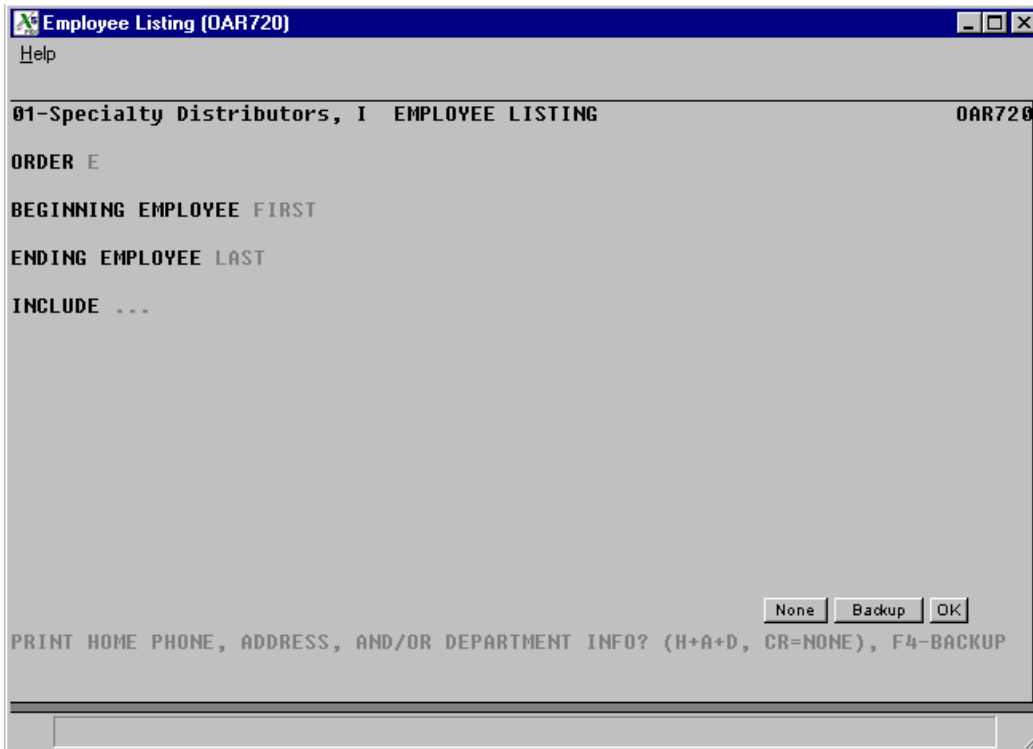 Employee Listing (OAR720)
Help
01-Specialty Distributors, I EMPLOYEE LISTING OAR720
ORDER E
BEGINNING EMPLOYEE FIRST
ENDING EMPLOYEE LAST
INCLUDE ...
None Backup OK
PRINT HOME PHONE, ADDRESS, AND/OR DEPARTMENT INFO? (H+A+D, CR=NONE), F4-BACKUP